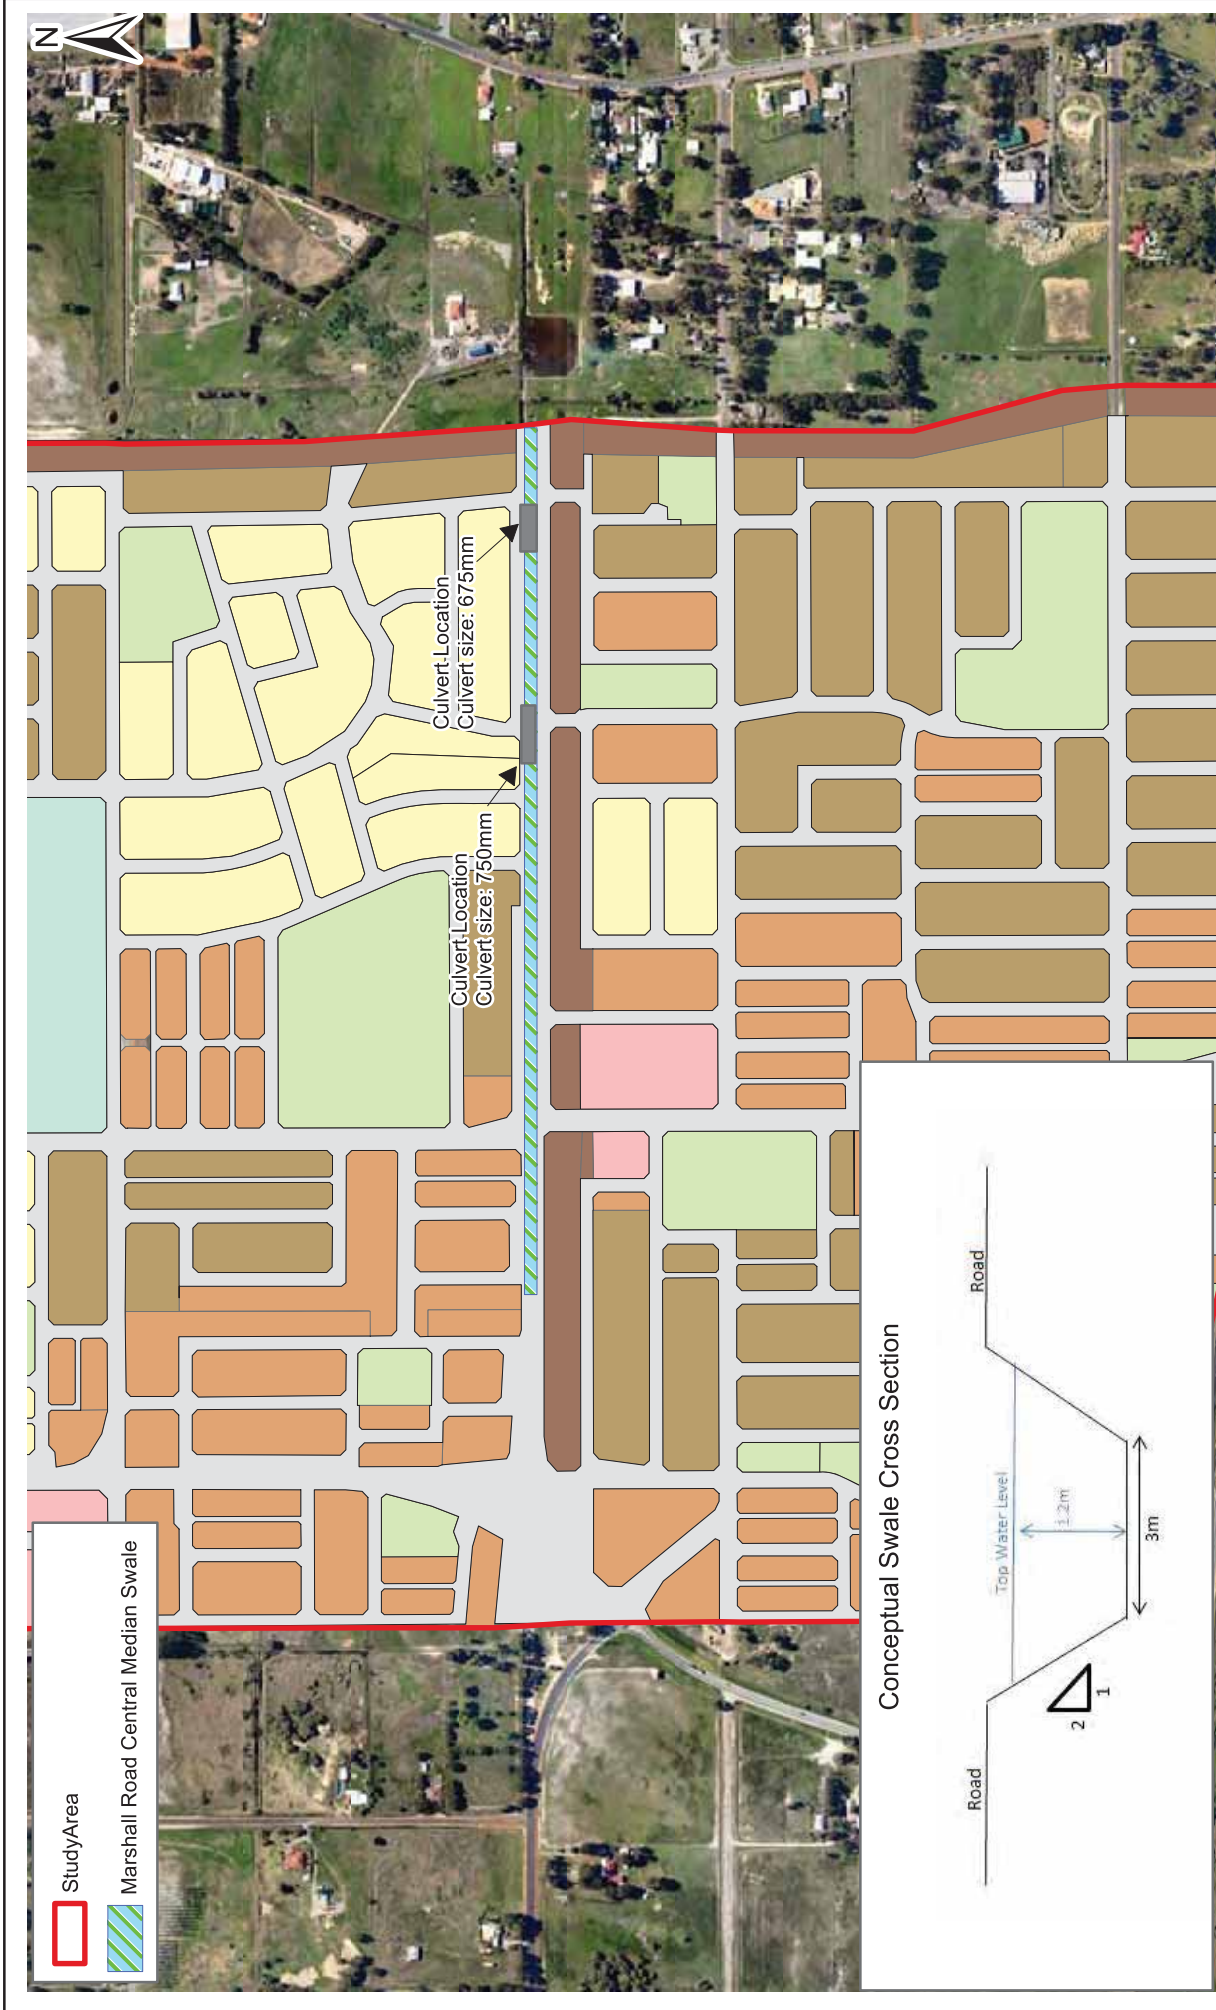 N
StudyArea
Marshall Road Central Median Swale
Culvert Location
Culvert size: 750mm
Culvert Location
Culvert size: 675mm
Conceptual Swale Cross Section
Road
Road
Top Water Level
1.2m
3m
2
1